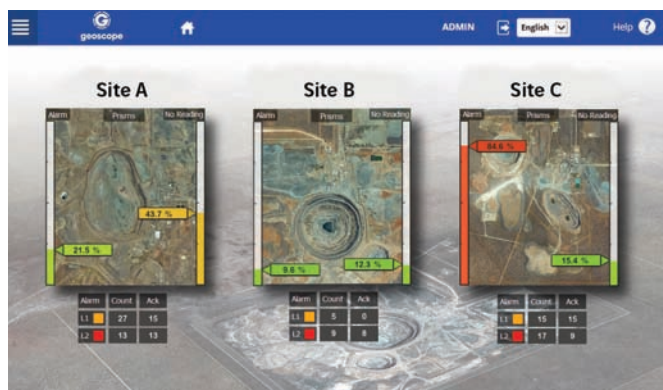 geoscope
ADMIN
English
Help ?
Site A
Site B
Site C
Alarm Prisms No Reading
Alarm Prisms No Reading
Alarm Prisms No Reading
43.7 %
21.5 %
9.6 %
12.3 %
84.6 %
15.4 %
Alarm Count Ack
L1 27 15
L2 13 13
Alarm Count Ack
L1 5 0
L2 9 8
Alarm Count Ack
L1 15 15
L2 17 9